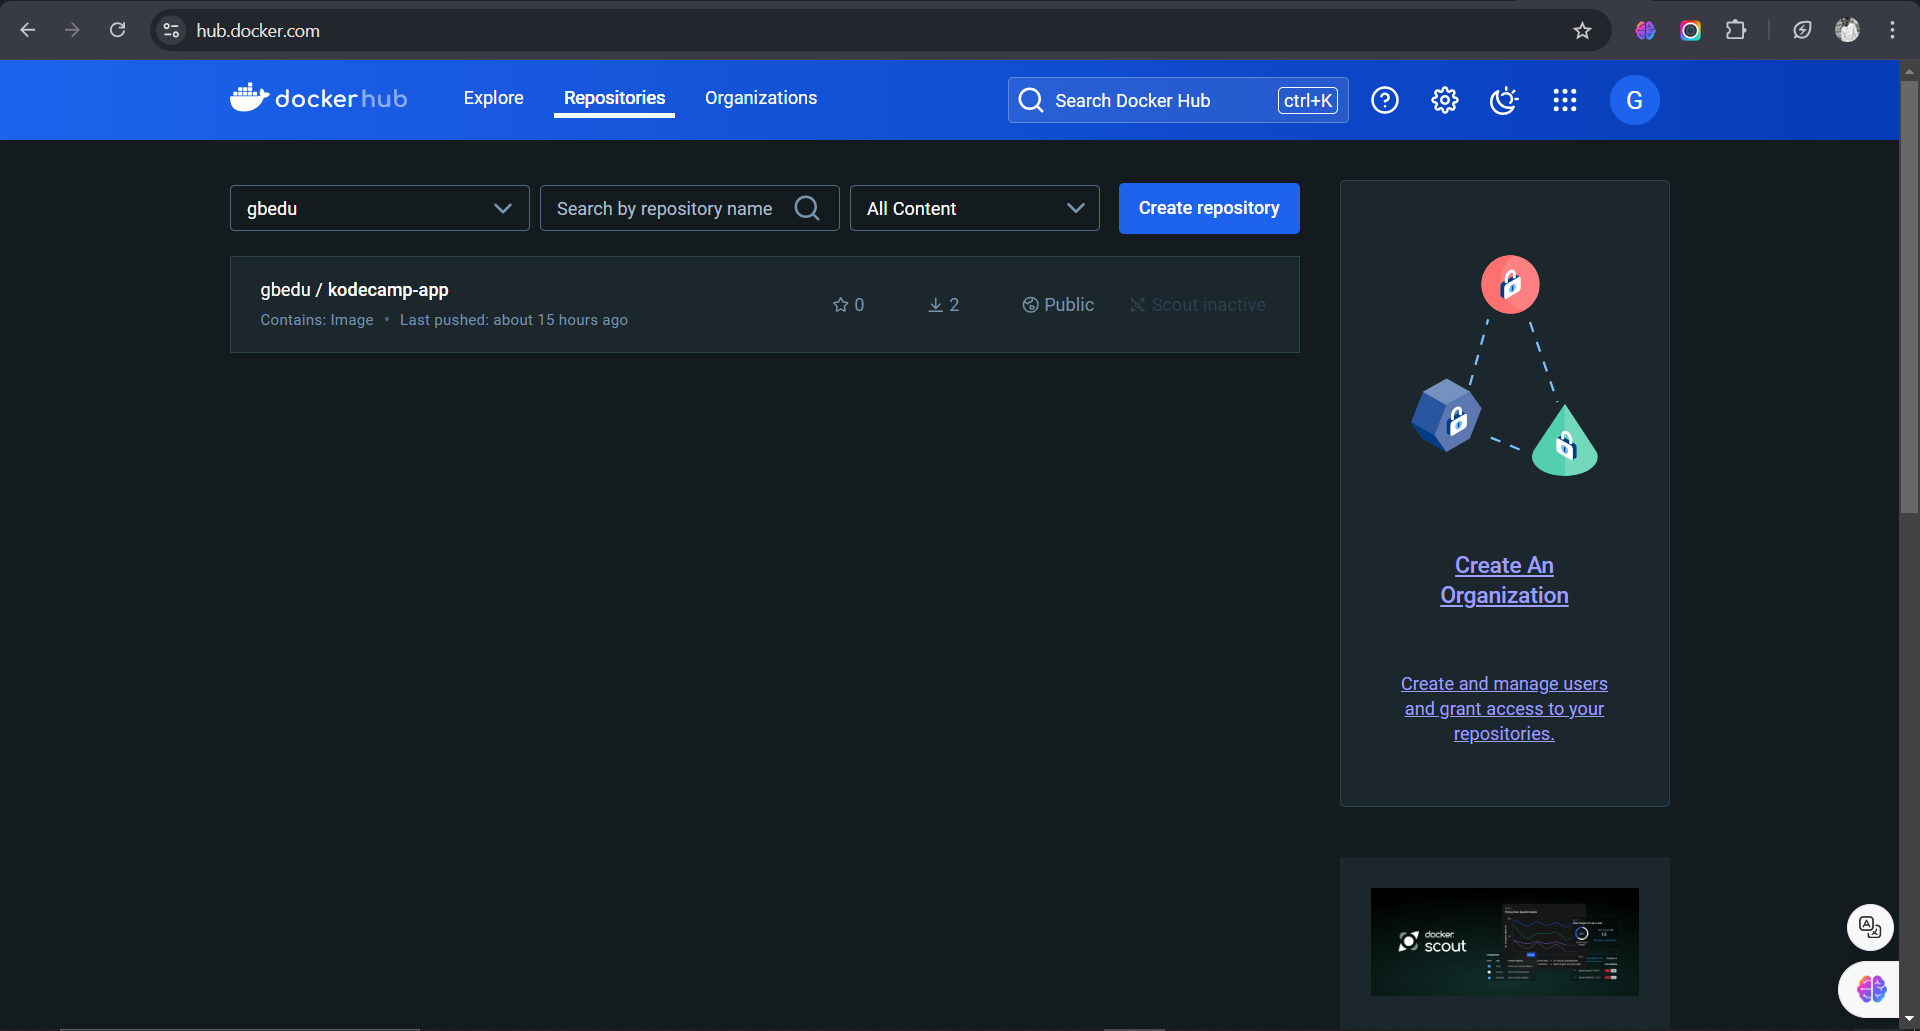 hub.docker.com
dockerhub
Explore
Repositories
Organizations
Search Docker Hub
ctrl+K
G
gbedu
Search by repository name
All Content
Create repository
gbedu / kodecamp-app
Contains: Image • Last pushed: about 15 hours ago
0
2
Public
Scout inactive
Create An
Organization
Create and manage users
and grant access to your
repositories.
docker
scout